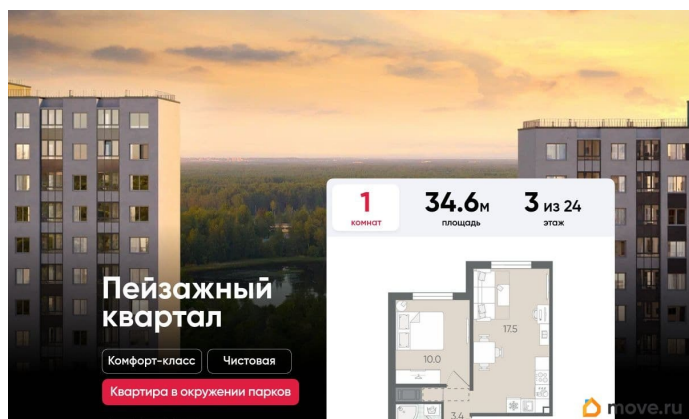 1
комнат
34.6м
площадь
3 из 24
этаж
Пейзажный
квартал
Комфорт-класс
Чистовая
Квартира в окружении парков
17.5
10.0
3.4
move.ru